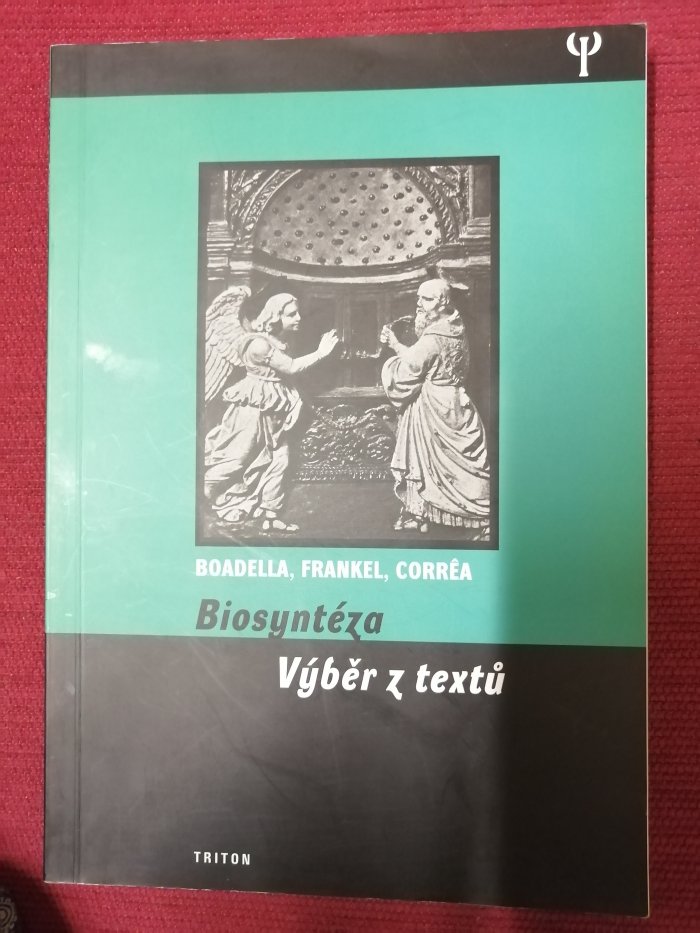 BOADELLA, FRANKEL, CORRÊA
Biosyntéza
Výběr z textů
TRITON